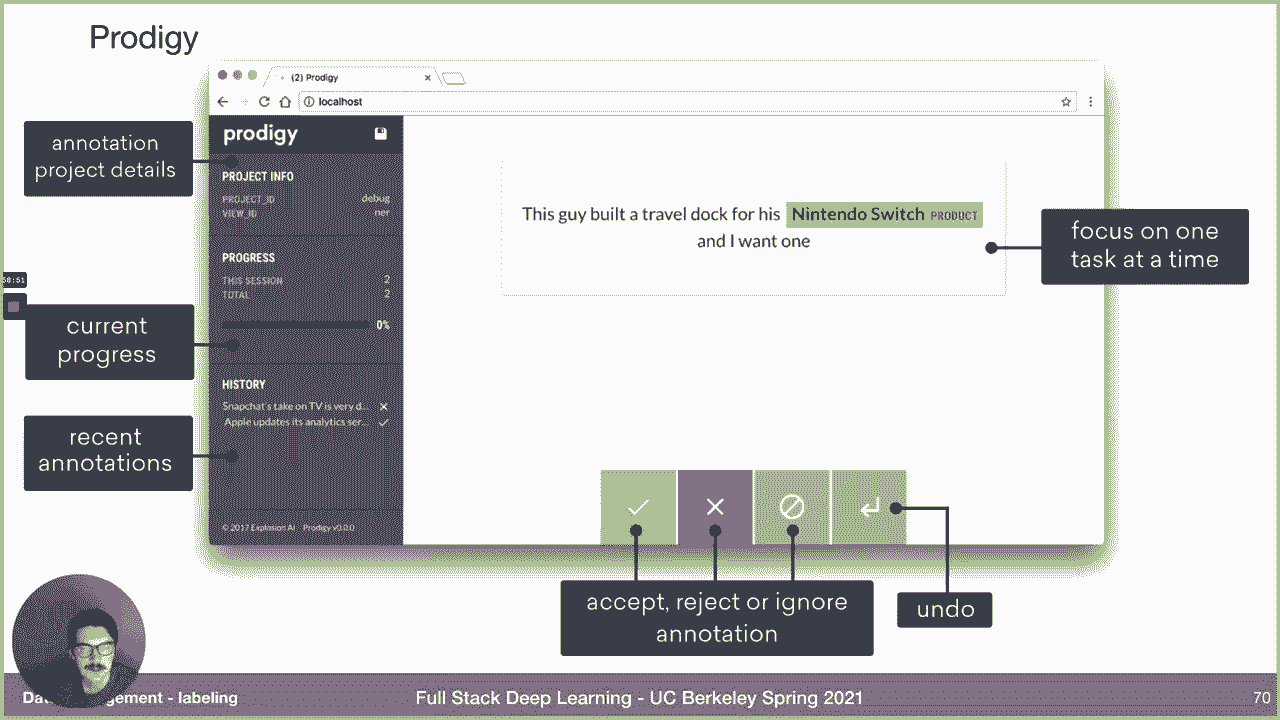 Prodigy
(2) Prodigy
localhost
prodigy
annotation
project details
PROJECT INFO
PROJECT_ID debug
VIEW_ID ner
This guy built a travel dock for his Nintendo Switch PRODUCT
and I want one
focus on one
task at a time
PROGRESS
THIS SESSION 2
TOTAL 2
58:51
0%
current
progress
HISTORY
Snapchat's take on TV is very d...
Apple updates its analytics ser...
recent
annotations
© 2017 Explosion AI Prodigy v0.0.0
accept, reject or ignore
annotation
undo
Full Stack Deep Learning - UC Berkeley Spring 2021
gement - labeling
70